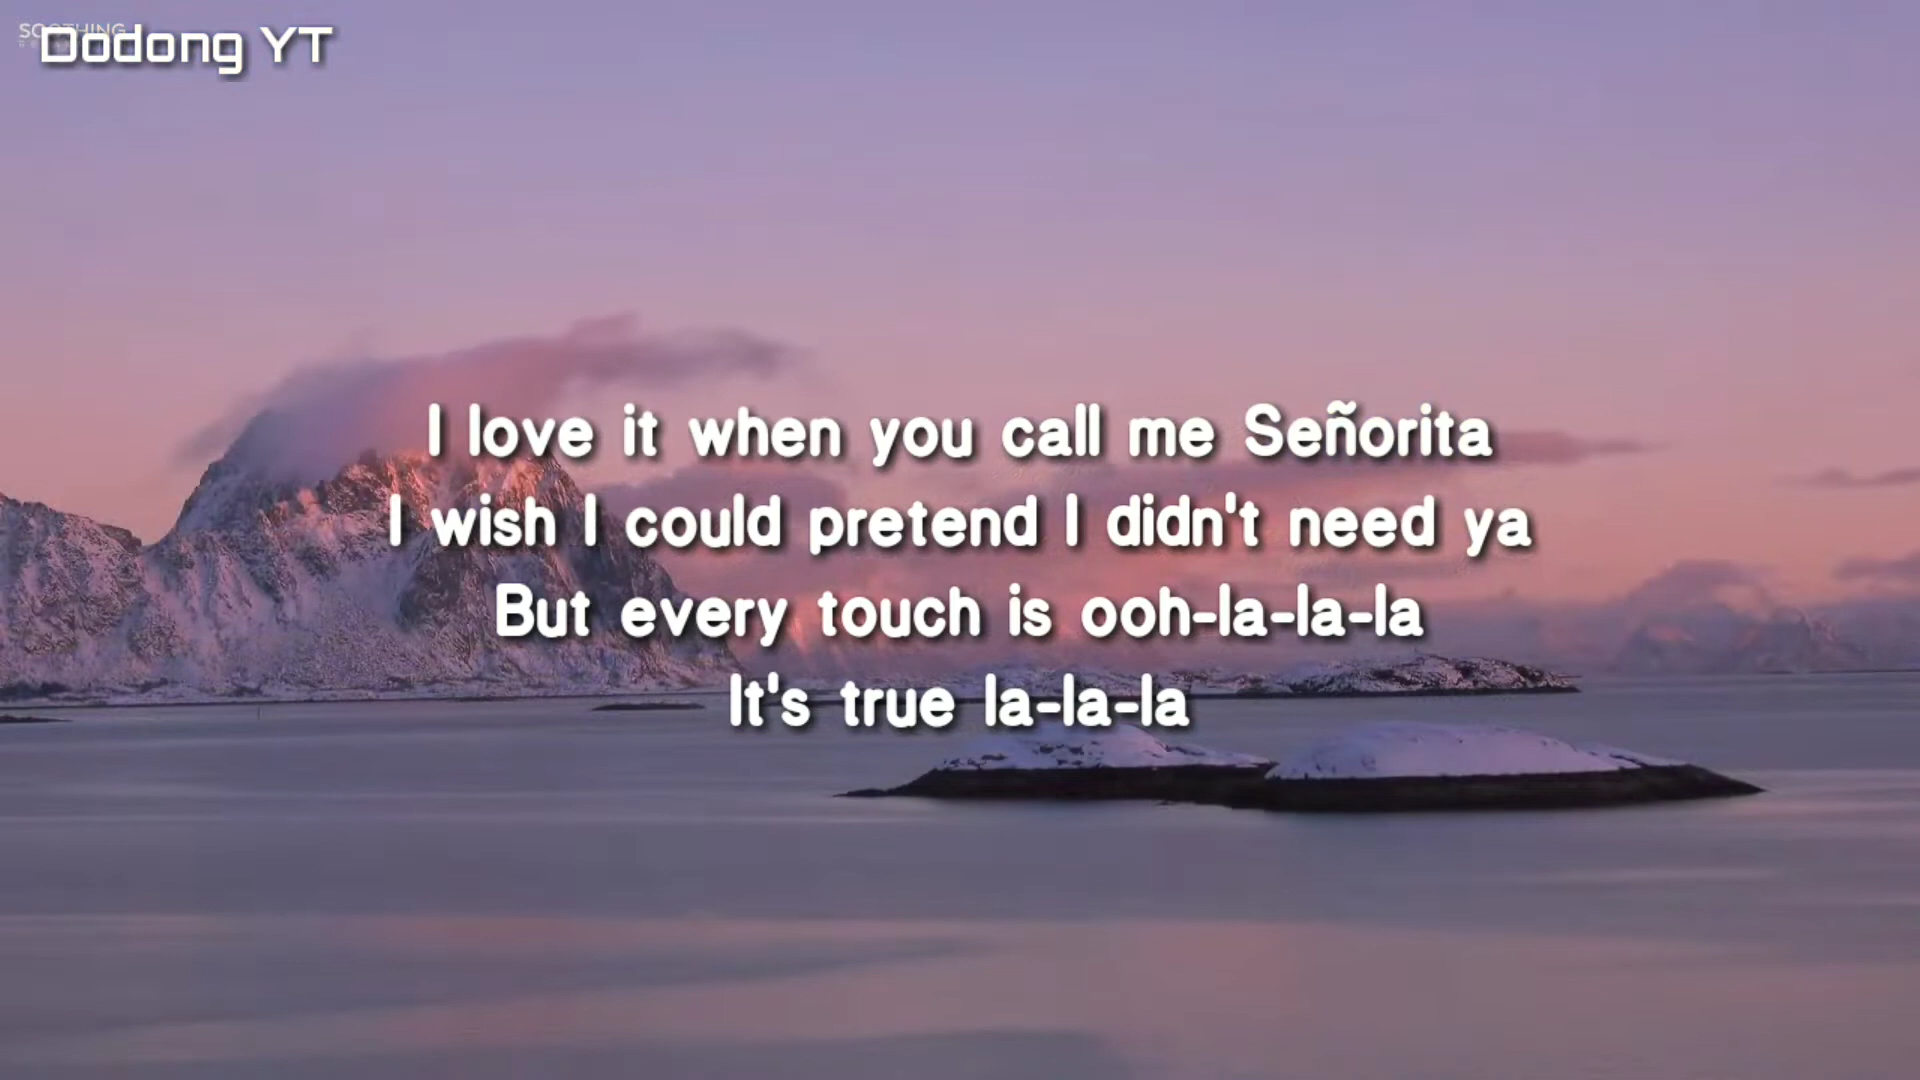 SOOTHING
Dodong YT
I love it when you call me Señorita
I wish I could pretend I didn't need ya
But every touch is ooh-la-la-la
It's true la-la-la